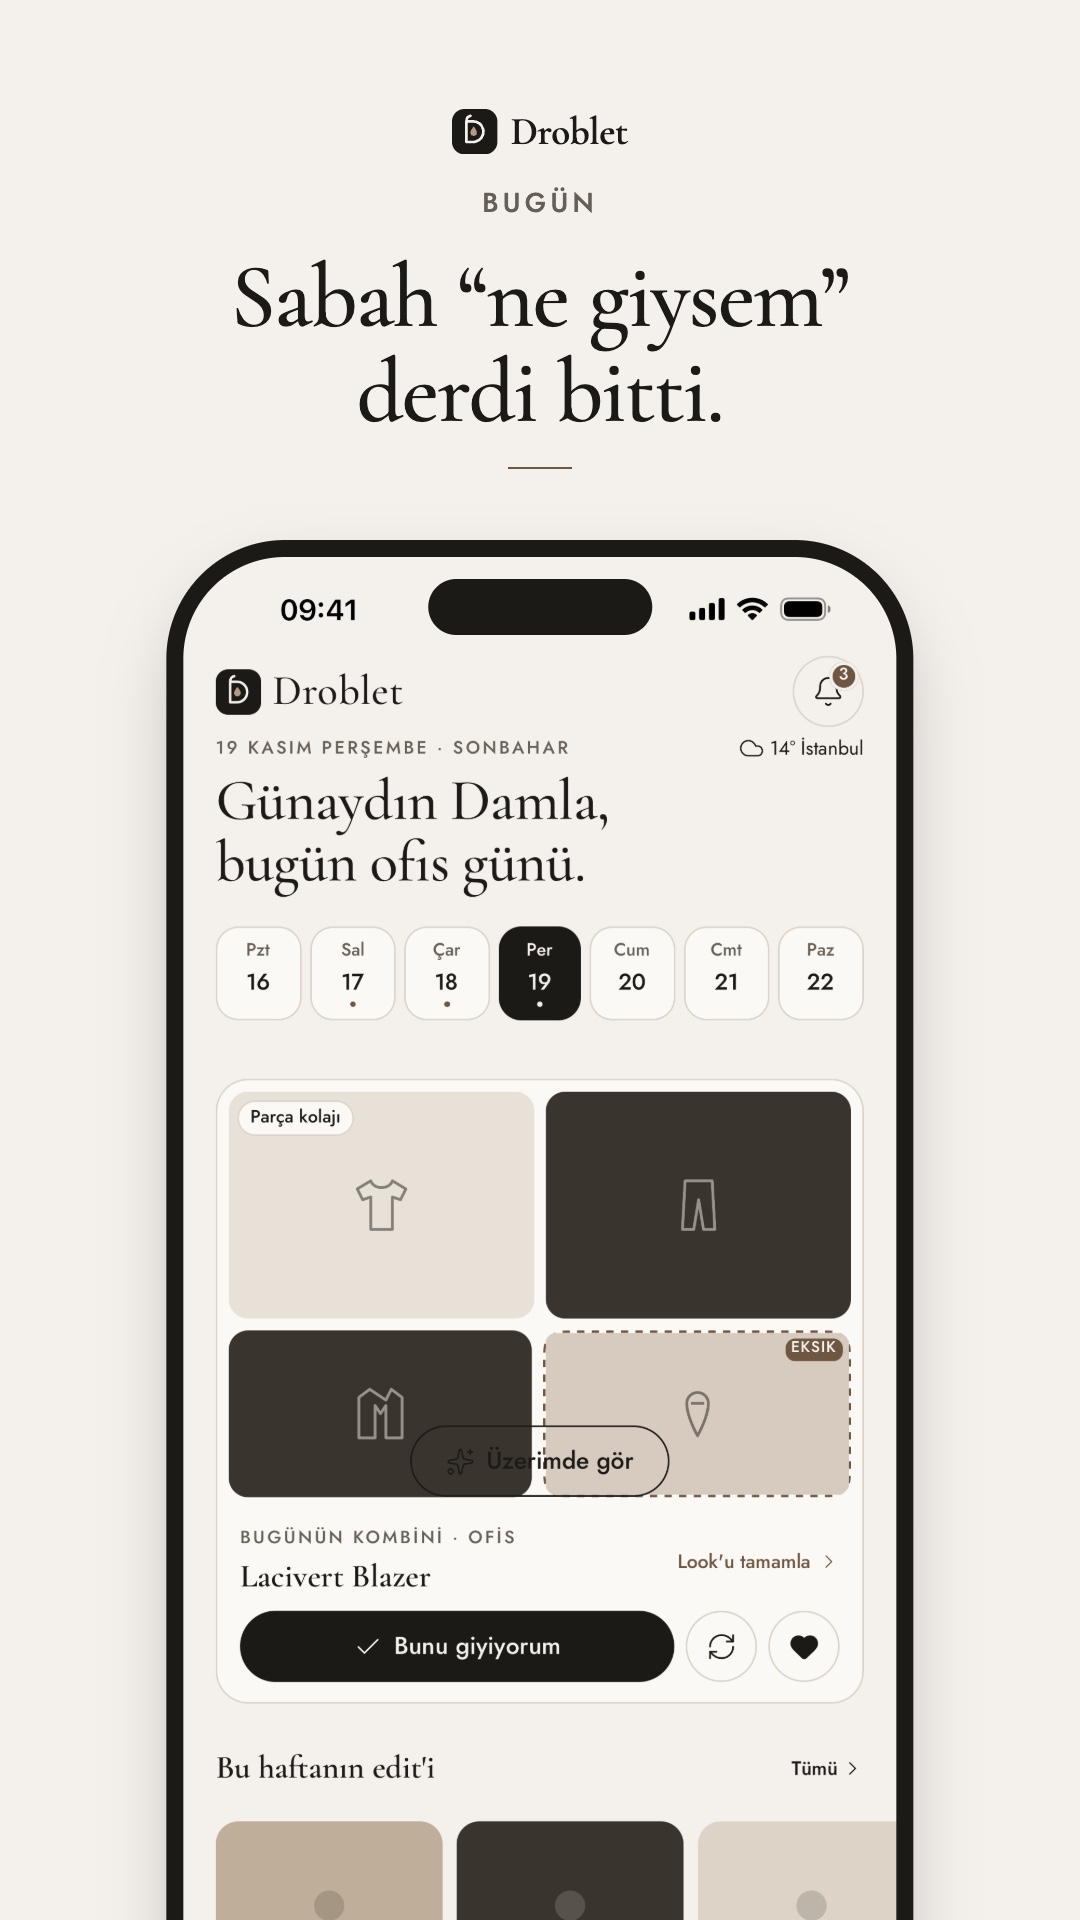 Droblet
BUGÜN
Sabah “ne giysem”
derdi bitti.
09:41
Droblet
3
19 KASIM PERŞEMBE · SONBAHAR
14° İstanbul
Günaydın Damla,
bugün ofis günü.
Pzt Sal Çar Per Cum Cmt Paz
16 17 18 19 20 21 22
Parça kolajı
EKSIK
Üzerimde gör
BUGÜNÜN KOMBİNİ · OFİS
Look'u tamamla
Lacivert Blazer
Bunu giyiyorum
Bu haftanın edit'i
Tümü